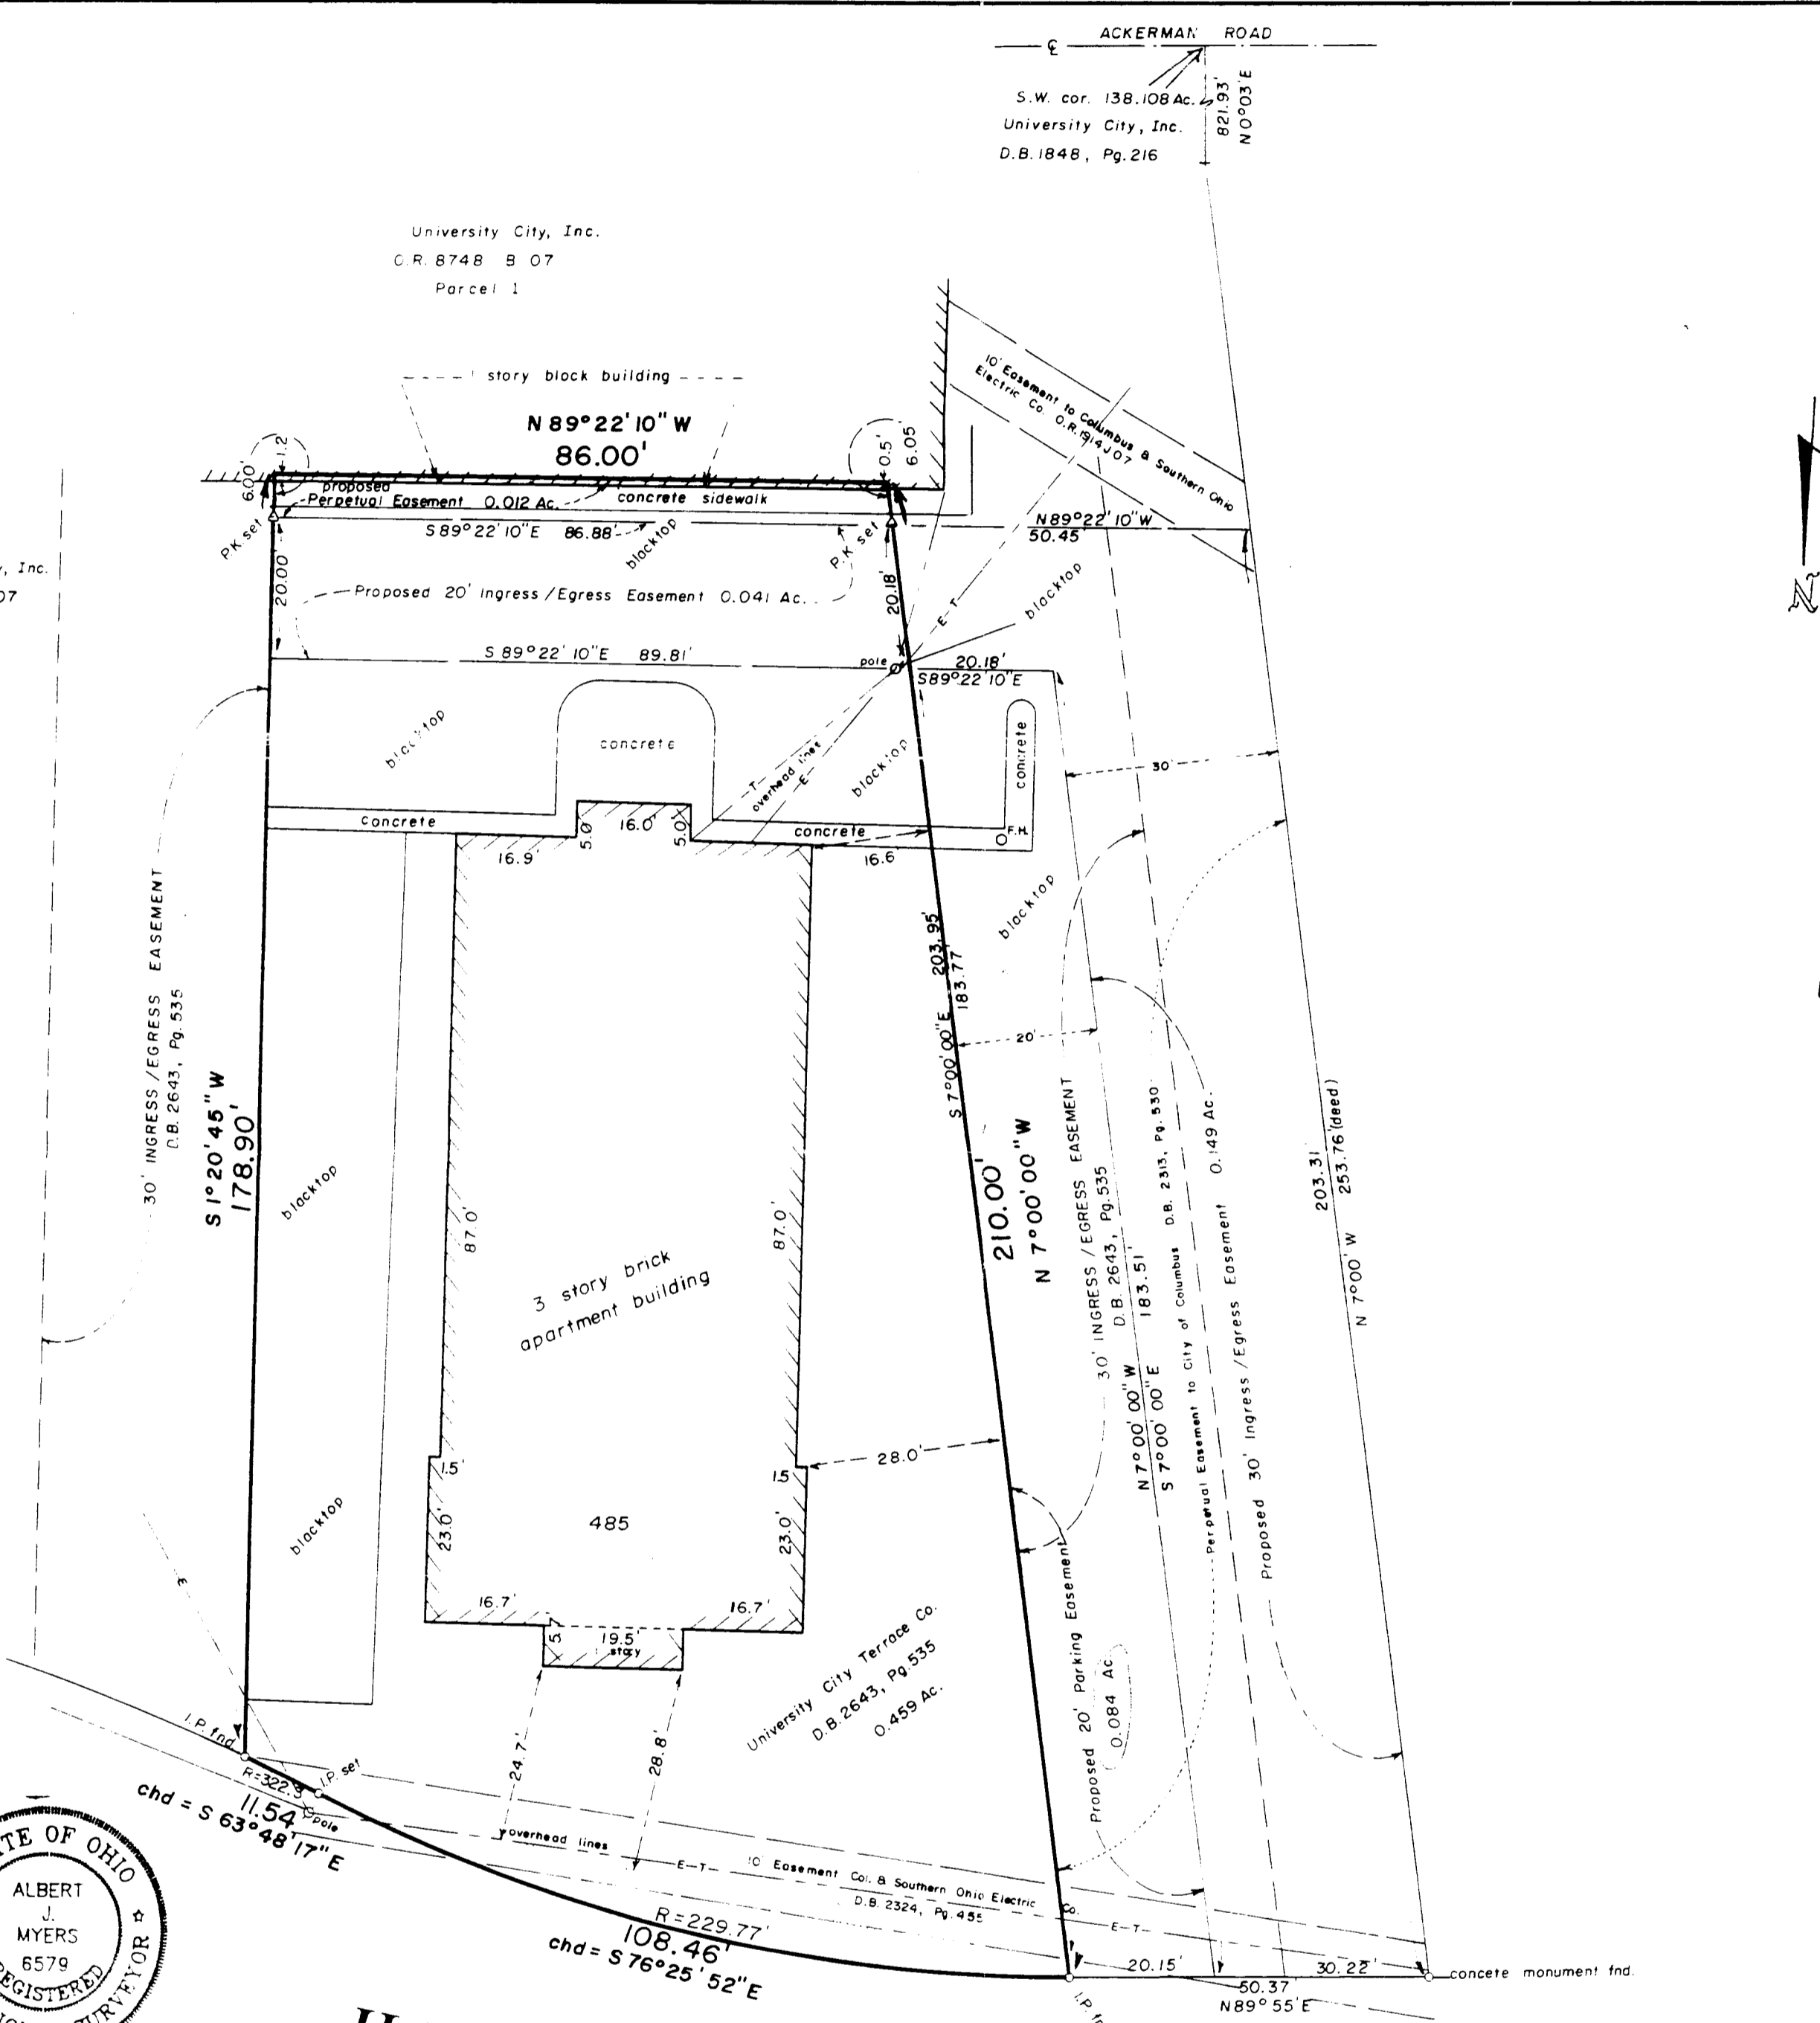 ACKERMAN ROAD
S.W. cor. 138.108 Ac.
University City, Inc.
D.B. 1848, Pg. 216
821.93'
N 0°03' E
University City, Inc.
O.R. 8748 B 07
Parcel 1
story block building
N 89°22'10" W
86.00'
10' Easement to Columbus & Southern Ohio
Electric Co. O.R. 1914 J 07
6.00'
1.2
0.5'
6.05'
proposed
Perpetual Easement 0.012 Ac.
concrete sidewalk
P.K. set
S 89°22'10" E 86.88'
blacktop
P.K. set
N 89°22'10" W
50.45'
, Inc.
07
20.00'
Proposed 20' Ingress/Egress Easement 0.041 Ac.
20.18'
E-T
blacktop
S 89°22'10" E 89.81'
pole
20.18'
S 89°22'10" E
blacktop
concrete
T
overhead lines
E
blacktop
concrete
30'
concrete
16.9'
5.0'
16.0'
5.0'
concrete
16.6'
F.H.
blacktop
30' INGRESS/EGRESS EASEMENT
D.B. 2643, Pg. 535
S 1°20'45" W
178.90'
S 7°00'00" E 203.95'
183.77
20'
210.00'
N 7°00'00" W
30' INGRESS/EGRESS EASEMENT
D.B. 2643, Pg. 535
N 7°00'00" W 183.51'
S 7°00'00" E
Perpetual Easement to City of Columbus D.B. 2313, Pg. 530
Proposed 30' Ingress/Egress Easement 0.149 Ac.
203.31
253.76' (deed)
N 7°00' W
blacktop
87.0'
87.0'
3 story brick
apartment building
28.0'
1.5'
1.5
blacktop
23.0'
485
23.0'
16.7'
16.7'
5.7
19.5'
story
24.7'
28.8'
University City Terrace Co.
D.B. 2643, Pg. 535
0.459 Ac.
Proposed 20' Parking Easement
0.084 Ac.
I.P. fnd
I.P. set
R=322.3
11.54
pole
chd = S 63°48'17" E
overhead lines
E-T
10' Easement Col. & Southern Ohio Electric Co.
D.B. 2324, Pg. 455
E-T
R=229.77'
108.46'
chd = S 76°25'52" E
20.15'
30.22'
50.37'
N 89°55' E
concete monument fnd.
TE OF OHIO
ALBERT
J.
MYERS
6579
REGISTERED
SURVEYOR
N